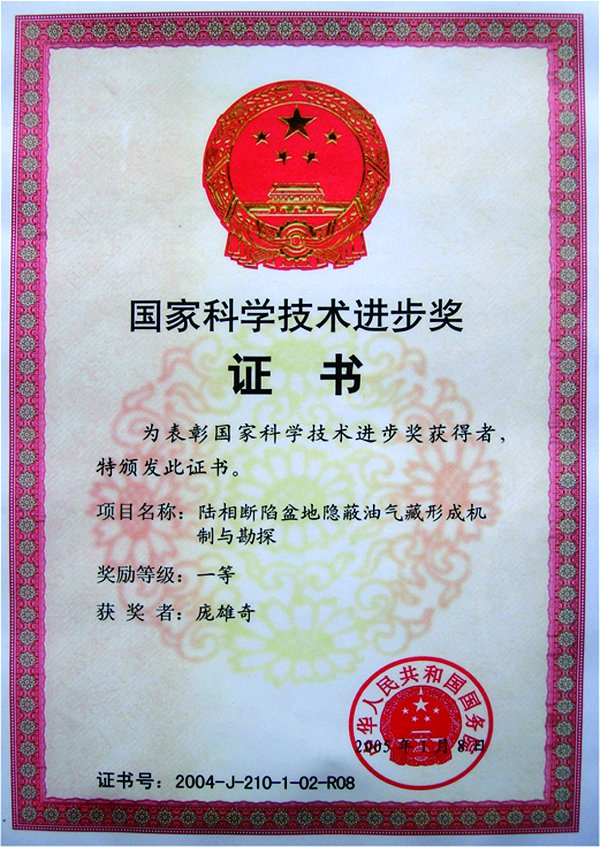 国家科学技术进步奖
证 书
为表彰国家科学技术进步奖获得者，
特颁发此证书。
项目名称：陆相断陷盆地隐蔽油气藏形成机
制与勘探
奖励等级：一等
获 奖 者：庞雄奇
中华人民共和国国务院
2005年1月8日
证书号：2004-J-210-1-02-R08